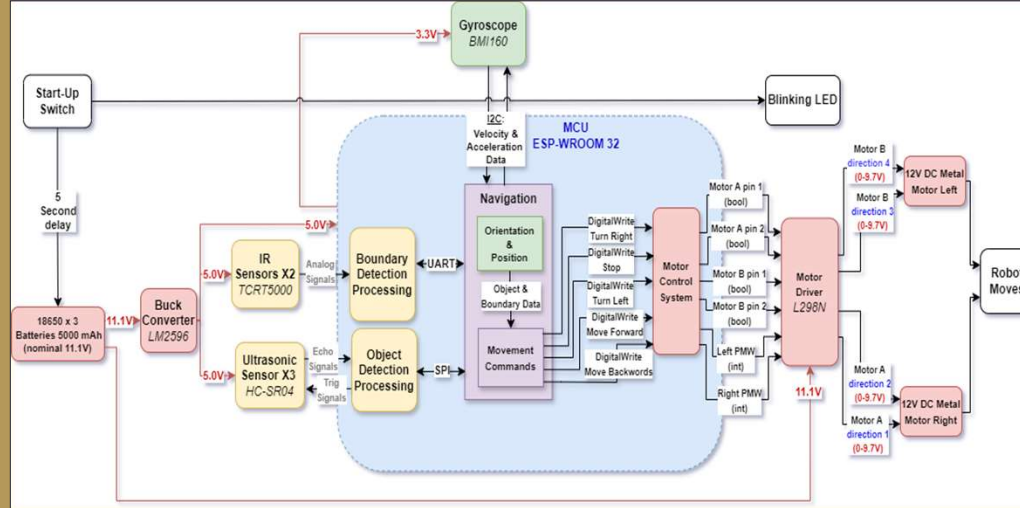 3.3V
Gyroscope
BMI160
Start-Up
Switch
Blinking LED
I2C:
Velocity &
Acceleration
Data
MCU
ESP-WROOM 32
5
Second
delay
5.0V
5.0V
IR
Sensors X2
TCRT5000
Analog
Signals
Boundary
Detection
Processing
UART
Navigation
Orientation
&
Position
Object &
Boundary Data
Movement
Commands
DigitalWrite
Turn Right
DigitalWrite
Stop
DigitalWrite
Turn Left
DigitalWrite
Move Forward
DigitalWrite
Move Backwords
Motor
Control
System
Motor A pin 1
(bool)
Motor A pin 2
(bool)
Motor B pin 1
(bool)
Motor B pin 2
(bool)
Left PMW
(int)
Right PMW
(int)
Motor
Driver
L298N
11.1V
Motor B
direction 4
(0-9.7V)
Motor B
direction 3
(0-9.7V)
12V DC Metal
Motor Left
Robot
Moves
Motor A
direction 2
(0-9.7V)
Motor A
direction 1
(0-9.7V)
12V DC Metal
Motor Right
18650 x 3
Batteries 5000 mAh
(nominal 11.1V)
11.1V
Buck
Converter
LM2596
5.0V
Ultrasonic
Sensor X3
HC-SR04
Echo
Signals
Trig
Signals
Object
Detection
Processing
SPI